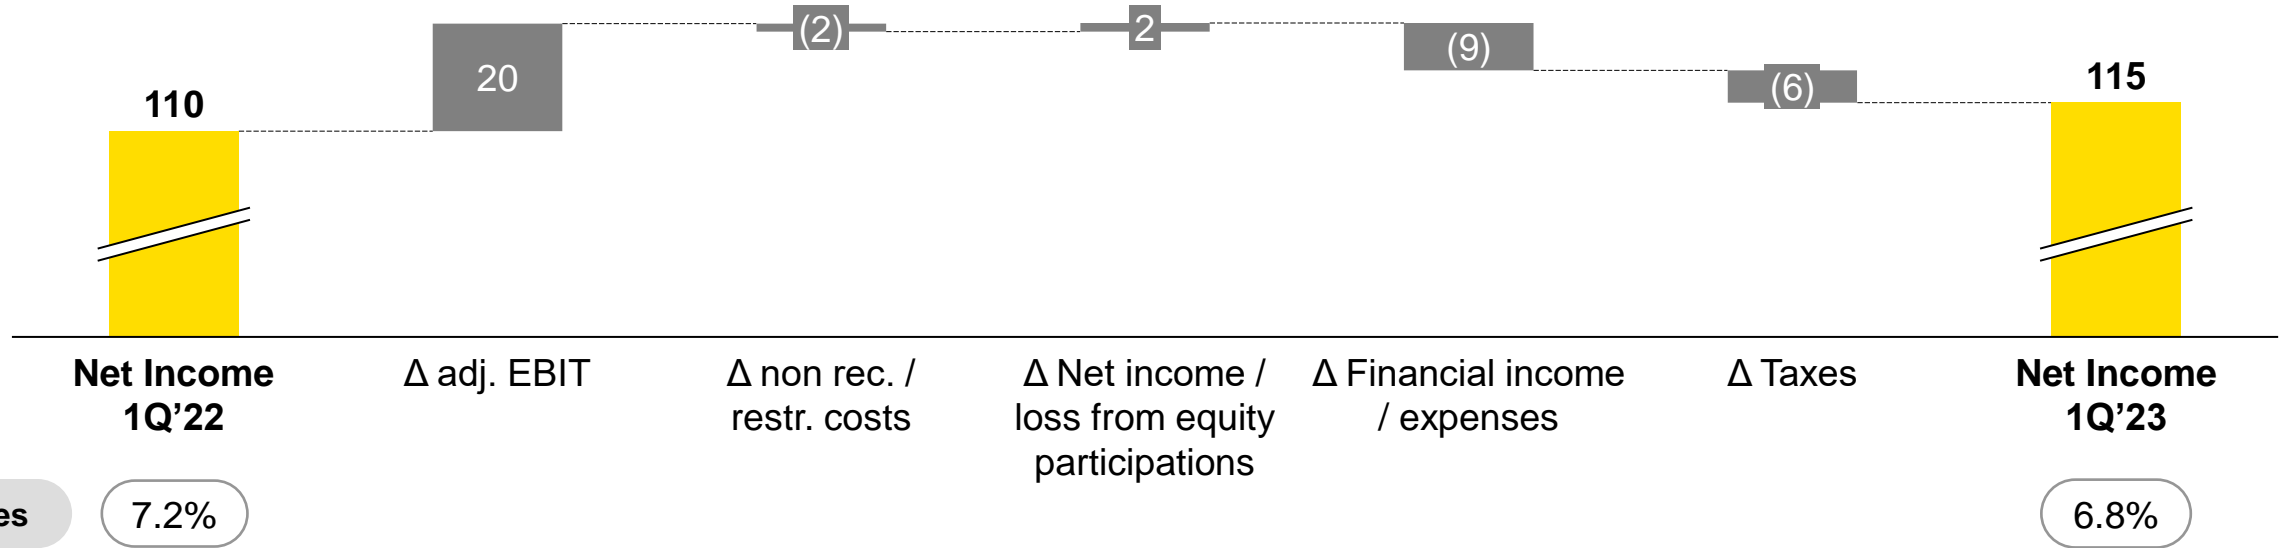 110
20
(2)
2
(9)
(6)
115
Net Income
1Q’22
Δ adj. EBIT
Δ non rec. /
restr. costs
Δ Net income /
loss from equity
participations
Δ Financial income
/ expenses
Δ Taxes
Net Income
1Q’23
7.2%
6.8%